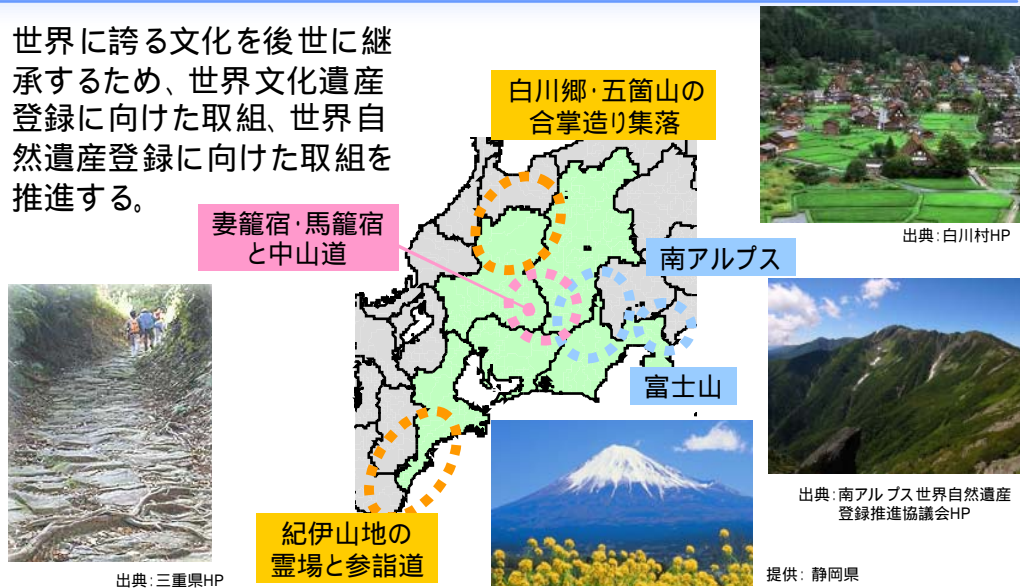 世界に誇る文化を後世に継
承するため、世界文化遺産
登録に向けた取組、世界自
然遺産登録に向けた取組を
推進する。
白川郷・五箇山の
合掌造り集落
出典：白川村HP
妻籠宿・馬籠宿
と中山道
南アルプス
富士山
出典：南アルプス世界自然遺産
登録推進協議会HP
紀伊山地の
霊場と参詣道
出典：三重県HP
提供： 静岡県